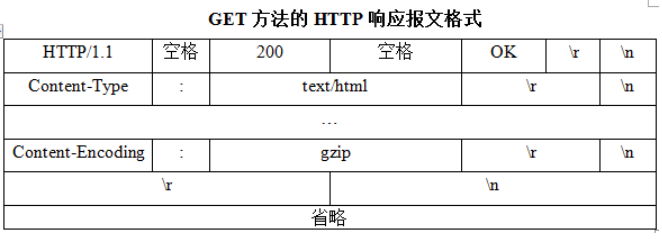 GET 方法的 HTTP 响应报文格式
HTTP/1.1 空格 200 空格 OK \r \n
Content-Type : text/html \r \n
…
Content-Encoding : gzip \r \n
\r \n
省略